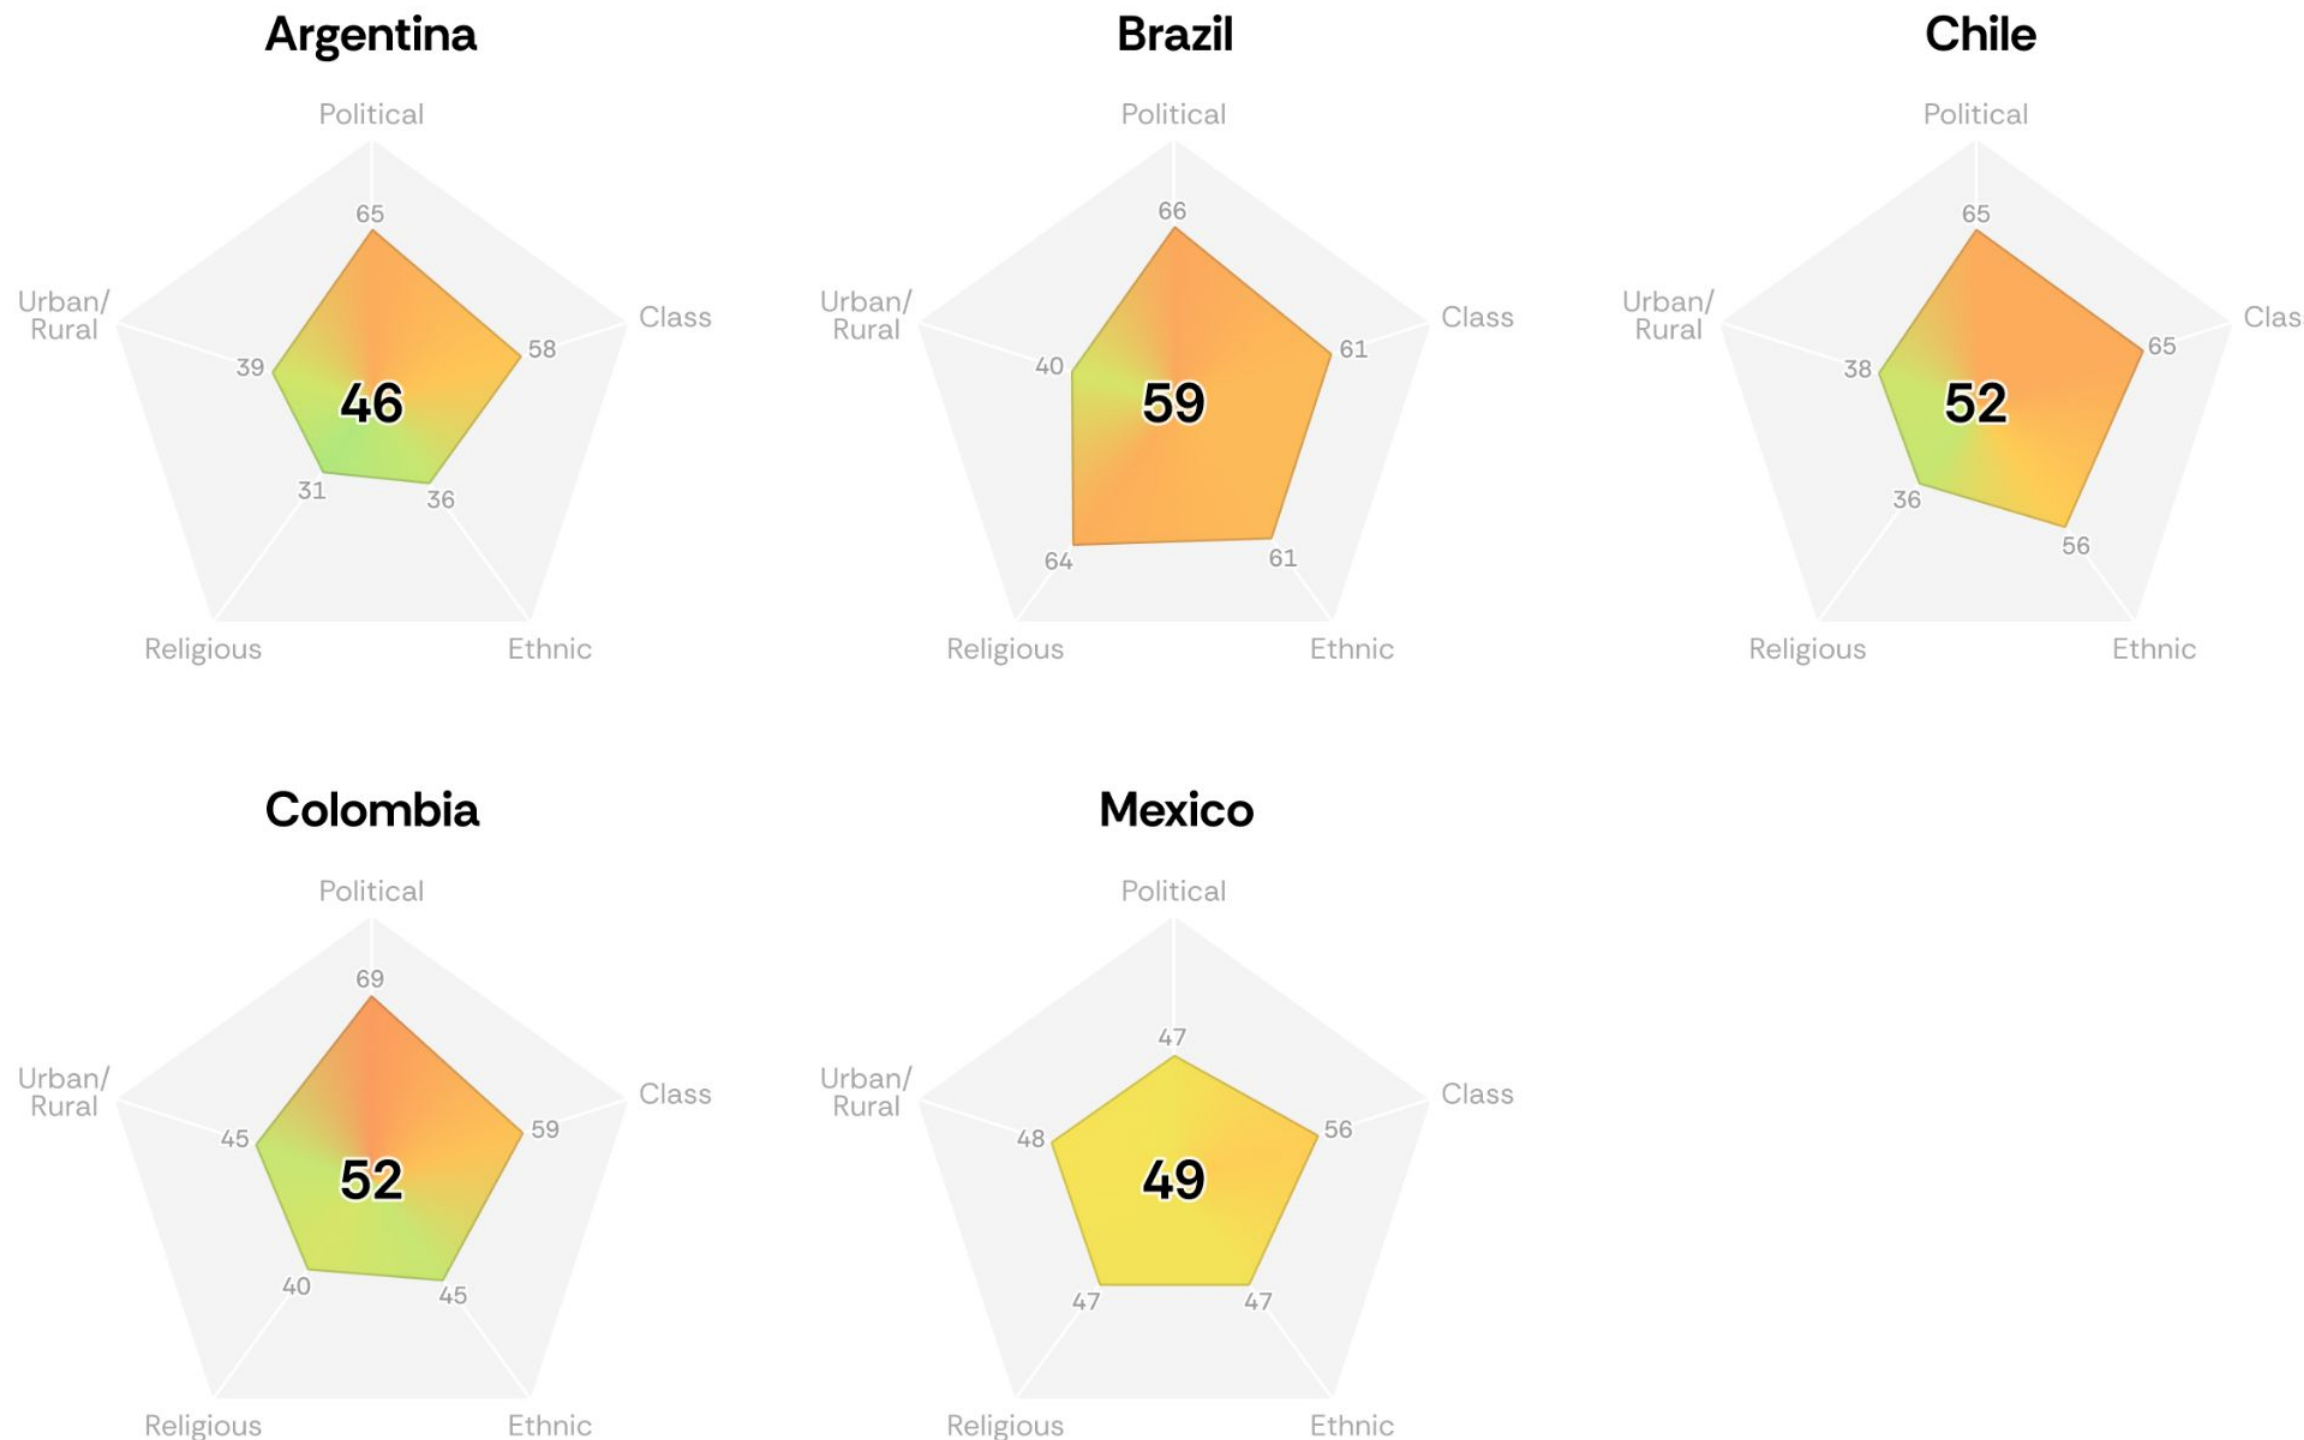 Argentina
Political
65
Urban/
Rural
39
46
58
Class
31
36
Religious
Ethnic
Brazil
Political
66
Urban/
Rural
40
59
61
Class
64
61
Religious
Ethnic
Chile
Political
65
Urban/
Rural
38
52
65
Clas
36
56
Religious
Ethnic
Colombia
Political
69
Urban/
Rural
45
52
59
Class
40
45
Religious
Ethnic
Mexico
Political
47
Urban/
Rural
48
49
56
Class
47
47
Religious
Ethnic